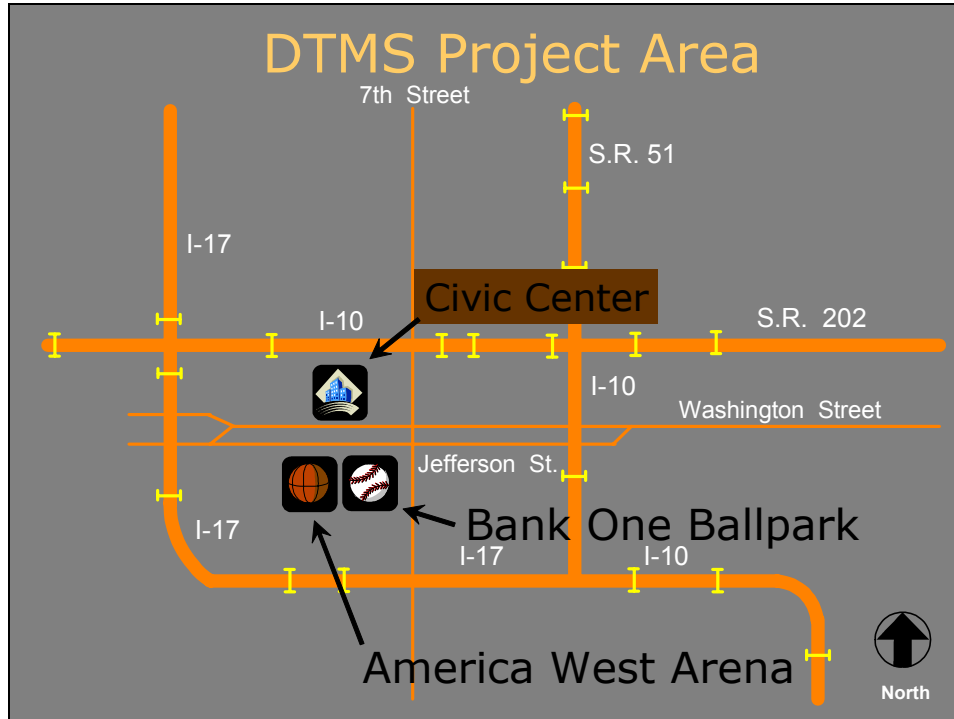 DTMS Project Area
7th Street
S.R. 51
I-17
Civic Center
I-10
S.R. 202
I-10
Washington Street
Jefferson St.
Bank One Ballpark
I-17
I-17
I-10
America West Arena
North